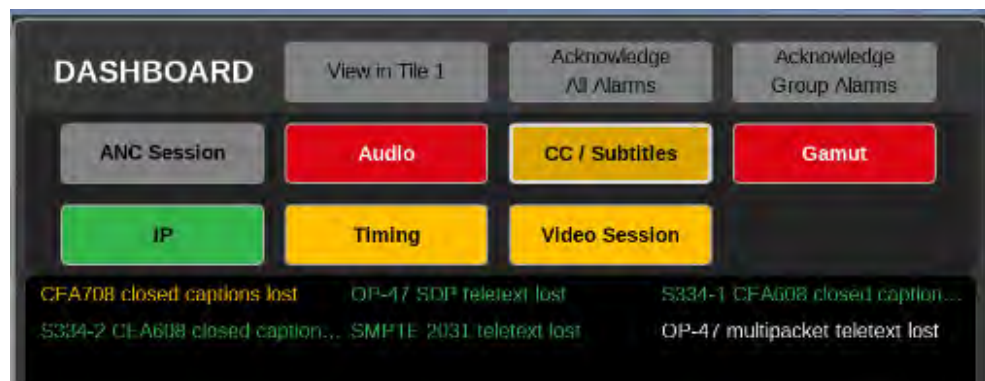 DASHBOARD
View in Tile 1
Acknowledge
All Alarms
Acknowledge
Group Alarms
ANC Session
Audio
CC / Subtitles
Gamut
IP
Timing
Video Session
CEA708 closed captions lost
OP-47 SDP teletext lost
S334-1 CEA608 closed caption...
S334-2 CEA608 closed caption...
SMPTE 2031 teletext lost
OP-47 multipacket teletext lost